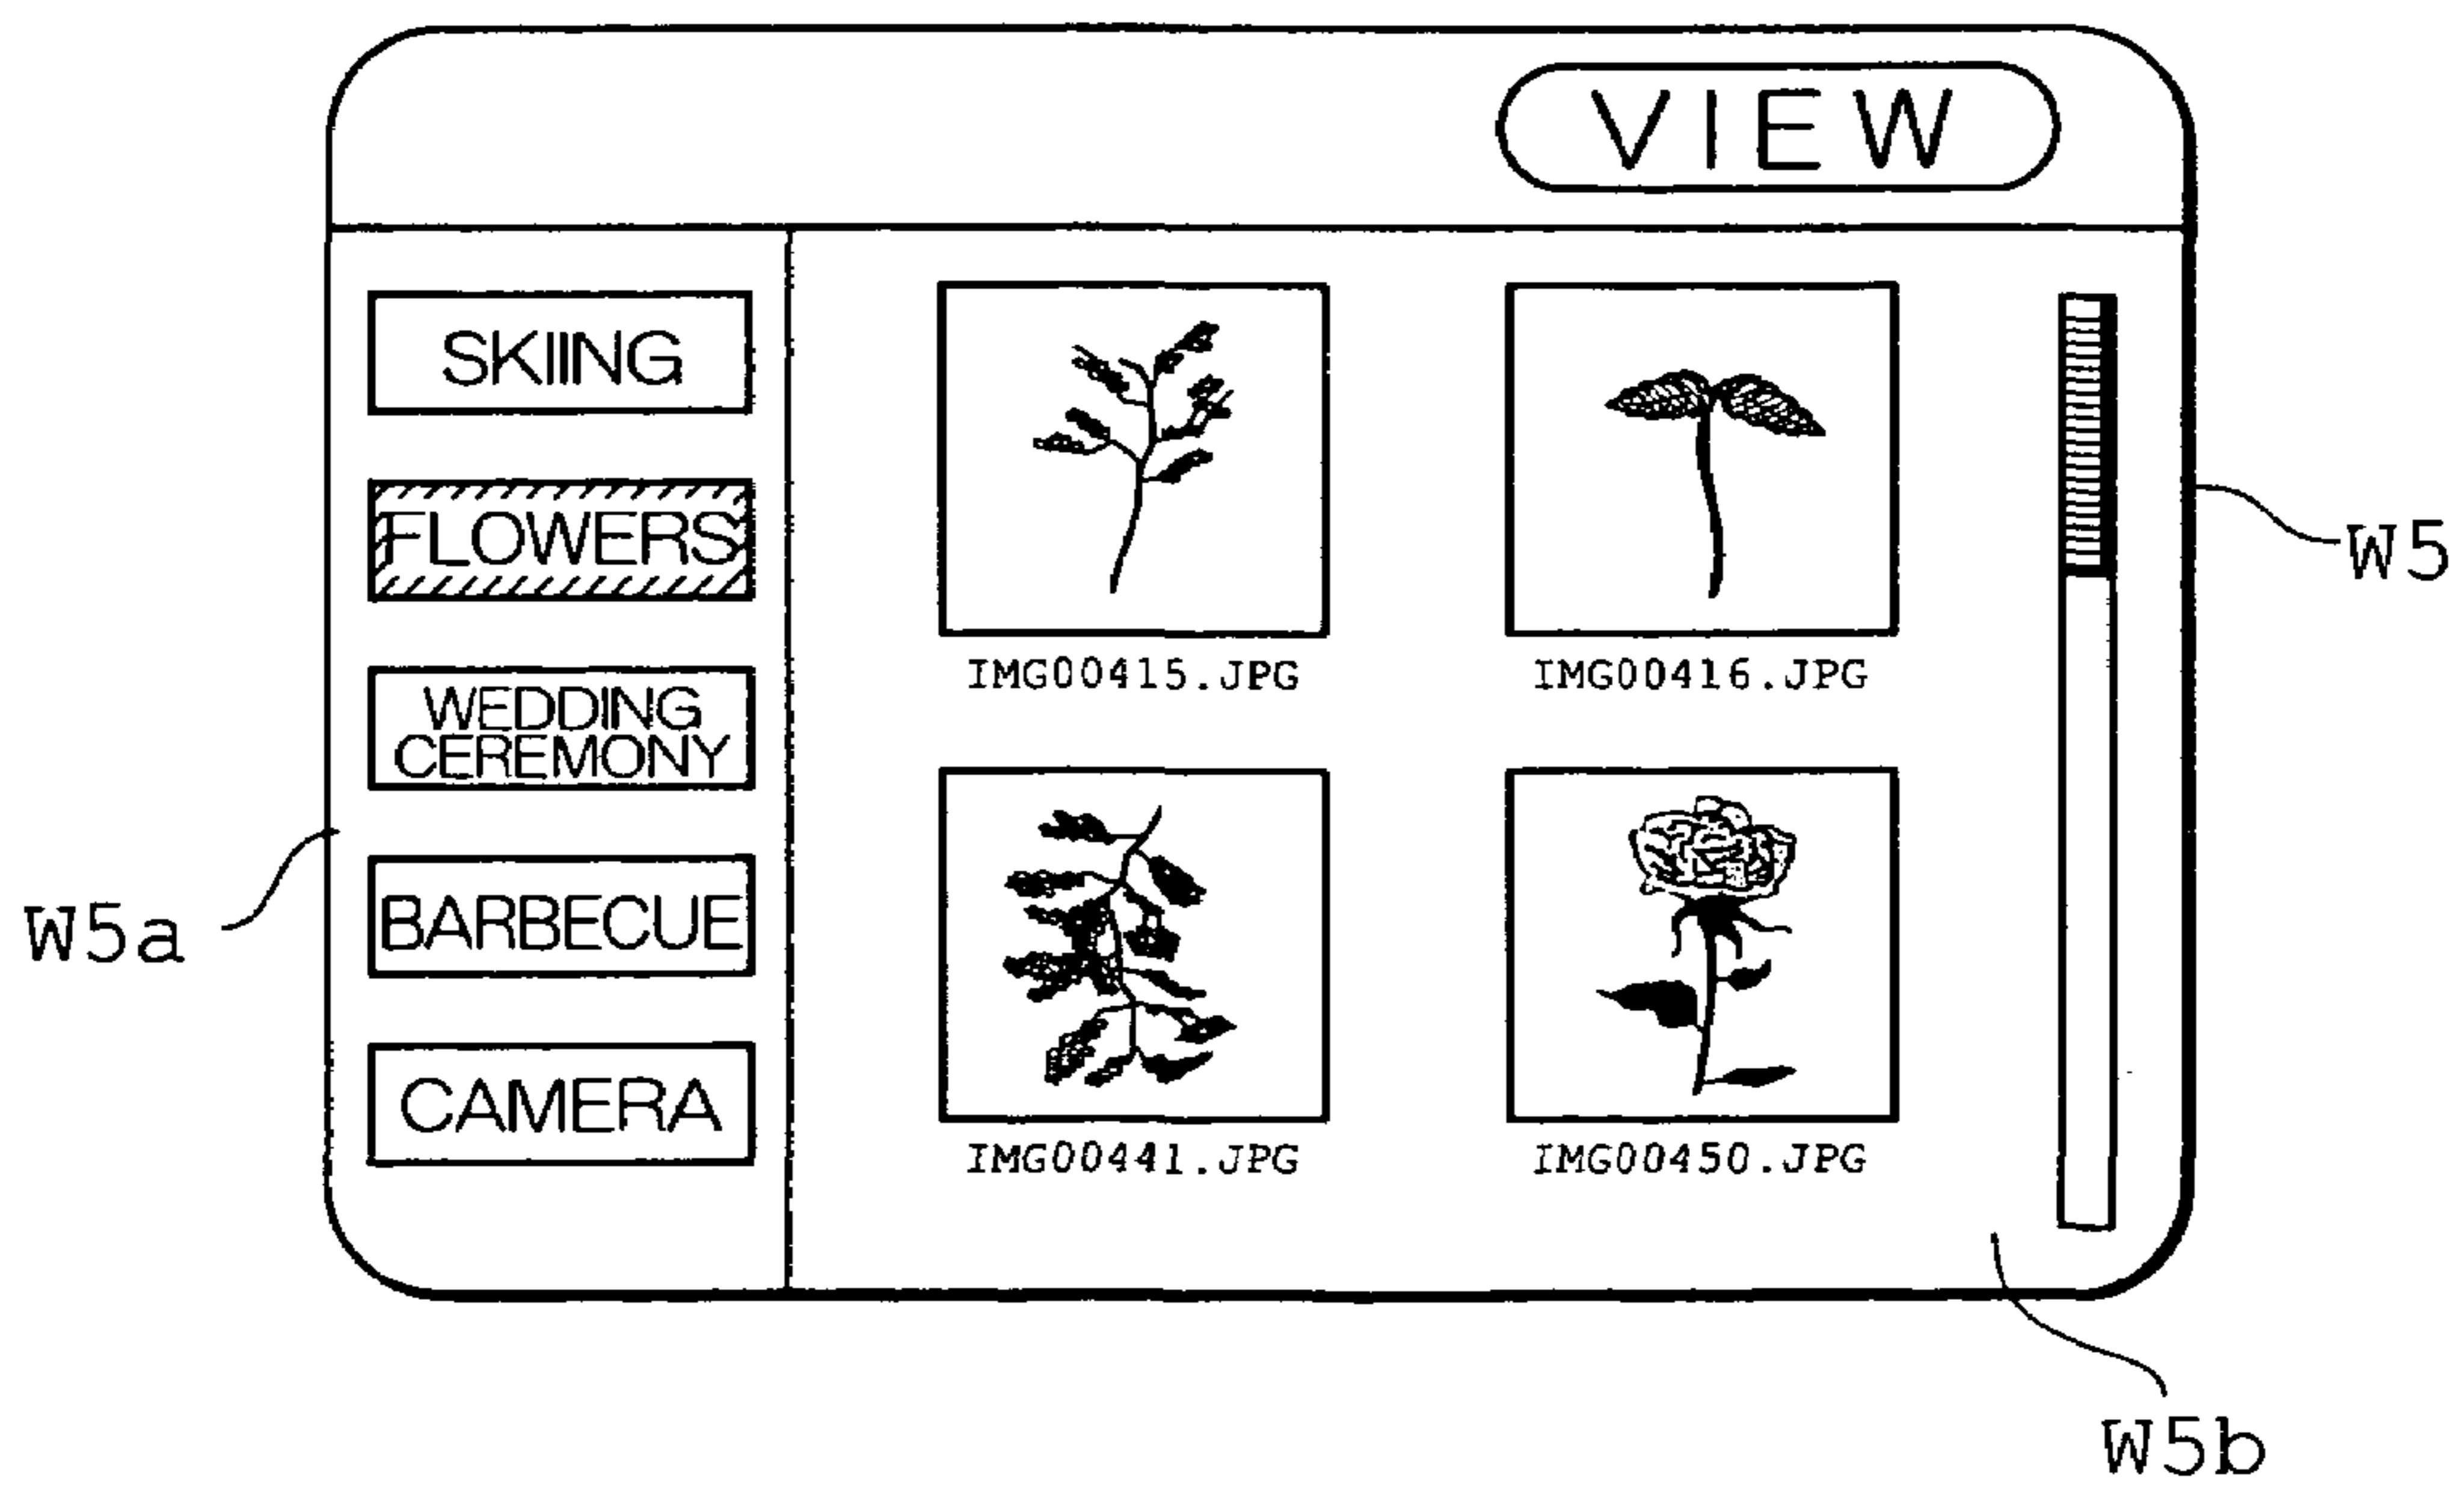 VIEW
SKIING
FLOWERS
WEDDING
CEREMONY
BARBECUE
CAMERA
IMG00415.JPG
IMG00416.JPG
IMG00441.JPG
IMG00450.JPG
W5
W5a
W5b